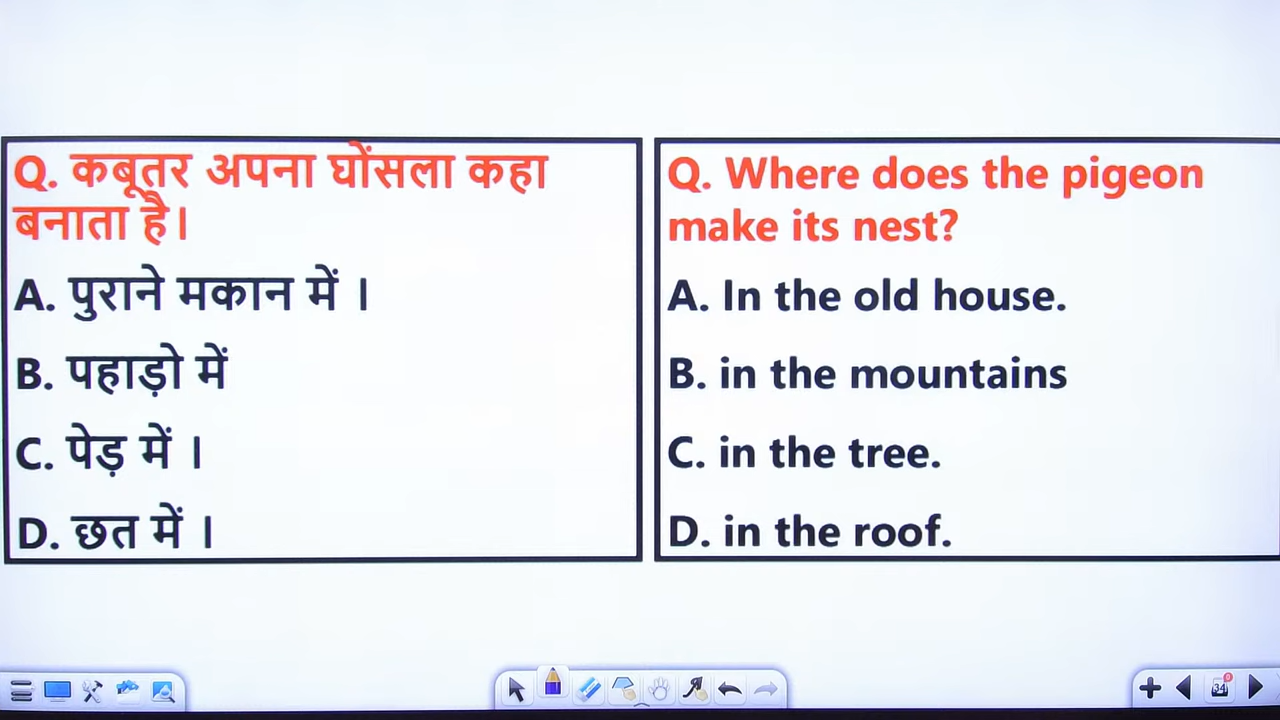 Q. कबूतर अपना घोंसला कहा
बनाता है।
A. पुराने मकान में ।
B. पहाड़ो में
C. पेड़ में ।
D. छत में ।
Q. Where does the pigeon
make its nest?
A. In the old house.
B. in the mountains
C. in the tree.
D. in the roof.